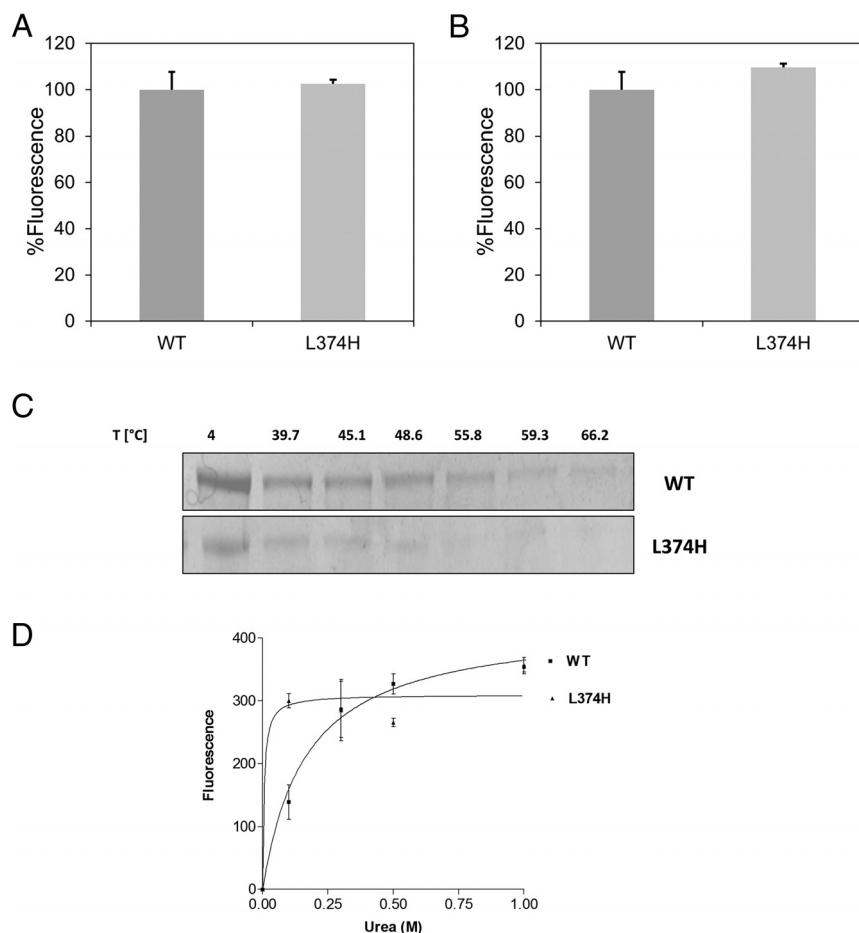 A
B
120
100
80
60
40
20
0
%Fluorescence
WT
L374H
120
100
80
60
40
20
0
%Fluorescence
WT
L374H
C
T [°C] 4 39.7 45.1 48.6 55.8 59.3 66.2
WT
L374H
D
400
300
200
100
0
Fluorescence
0.00 0.25 0.50 0.75 1.00
Urea (M)
WT
L374H